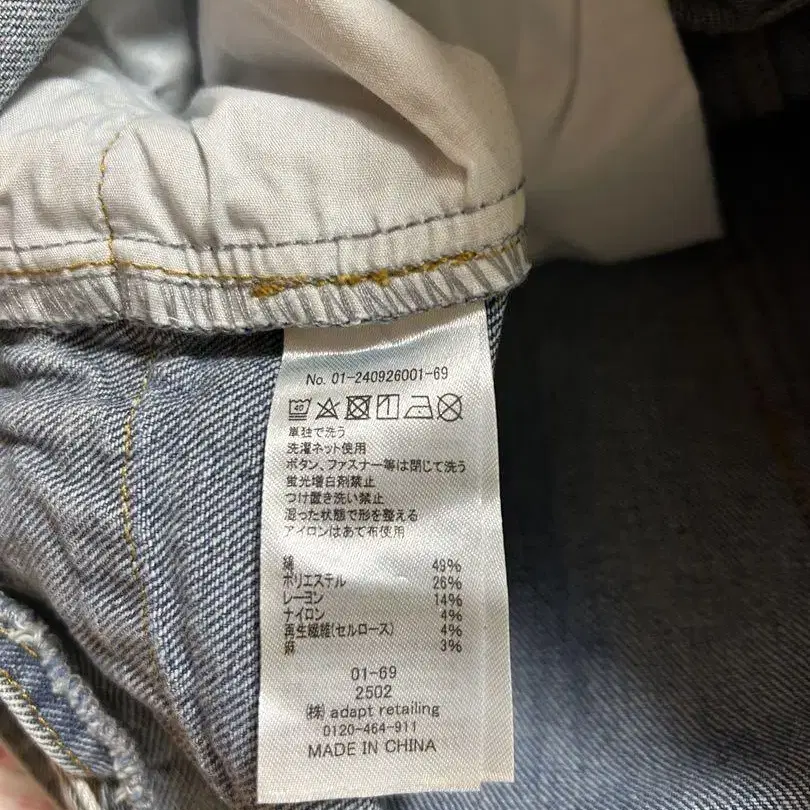 No. 01-240926001-69
40
単独で洗う
洗濯ネット使用
ボタン、ファスナー等は閉じて洗う
蛍光増白剤禁止
つけ置き洗い禁止
湿った状態で形を整える
アイロンはあて布使用
綿 49%
ポリエステル 26%
レーヨン 14%
ナイロン 4%
再生繊維(セルロース) 4%
麻 3%
01-69
2502
(株) adapt retailing
0120-464-911
MADE IN CHINA